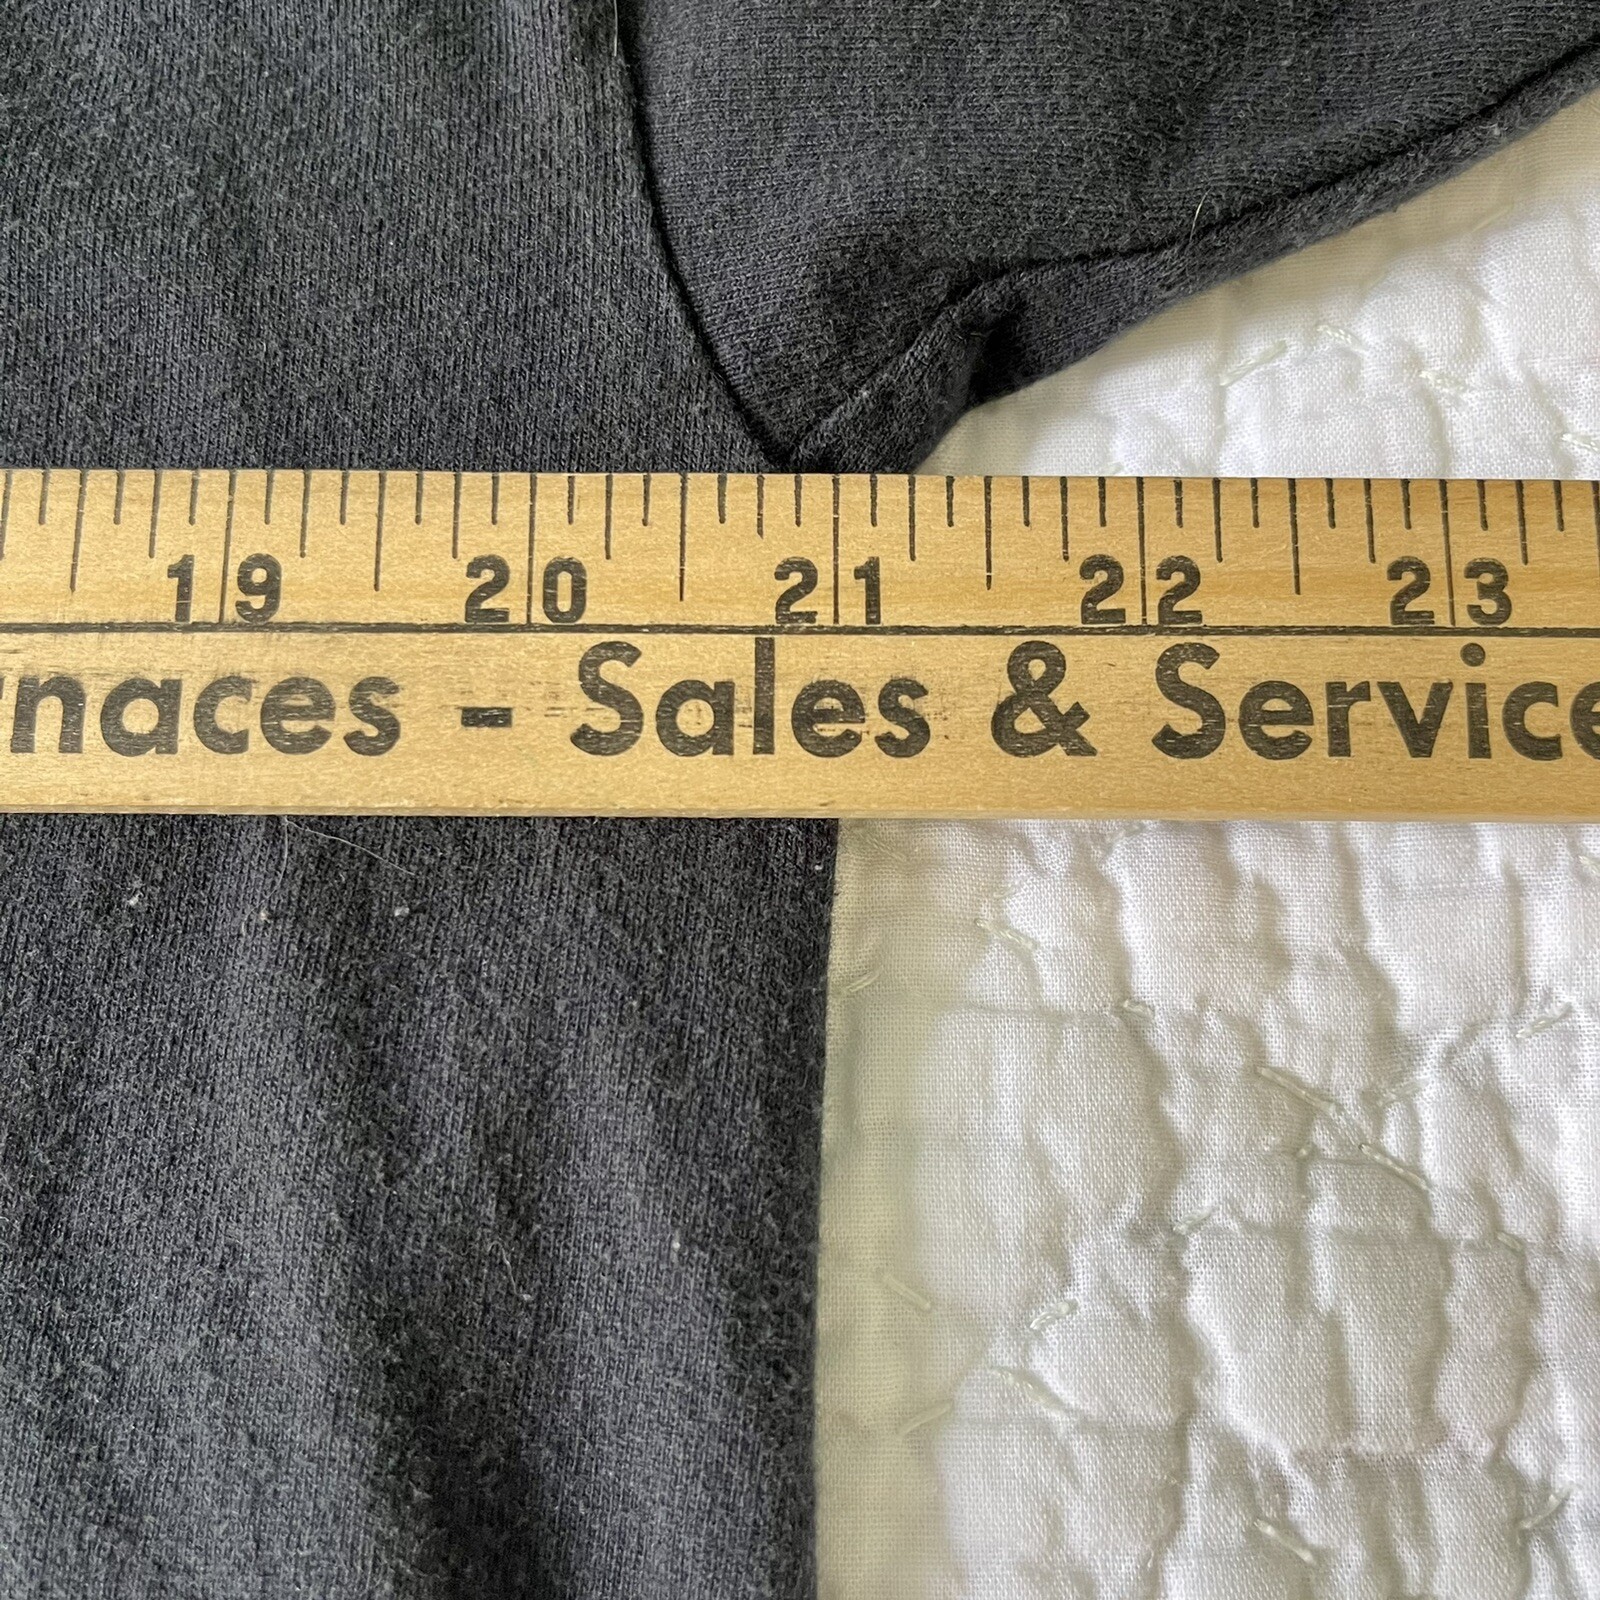 19 20 21 22 23
naces - Sales & Service